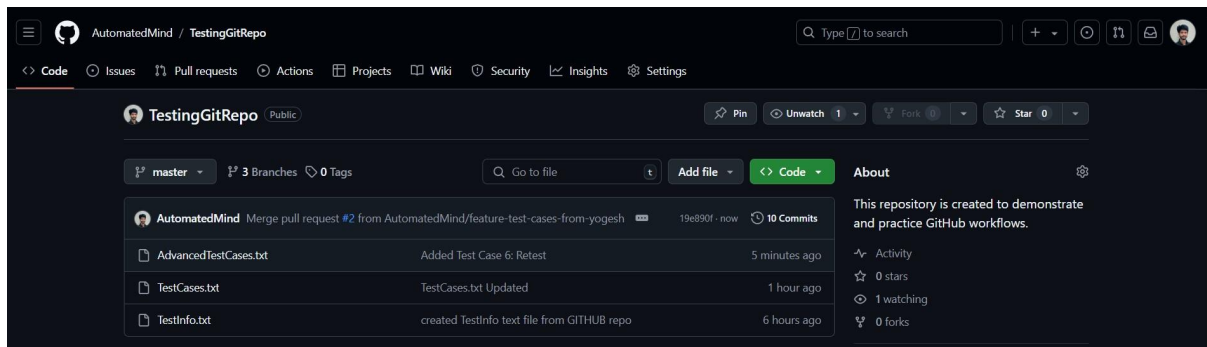 AutomatedMind / TestingGitRepo
Type / to search
Code Issues Pull requests Actions Projects Wiki Security Insights Settings
TestingGitRepo Public
Pin Unwatch 1 Fork 0 Star 0
master 3 Branches 0 Tags Go to file t Add file Code
About
AutomatedMind Merge pull request #2 from AutomatedMind/feature-test-cases-from-yogesh 19e890f · now 10 Commits
This repository is created to demonstrate
and practice GitHub workflows.
AdvancedTestCases.txt Added Test Case 6: Retest 5 minutes ago
Activity
0 stars
TestCases.txt TestCases.txt Updated 1 hour ago
1 watching
TestInfo.txt created TestInfo text file from GITHUB repo 6 hours ago
0 forks